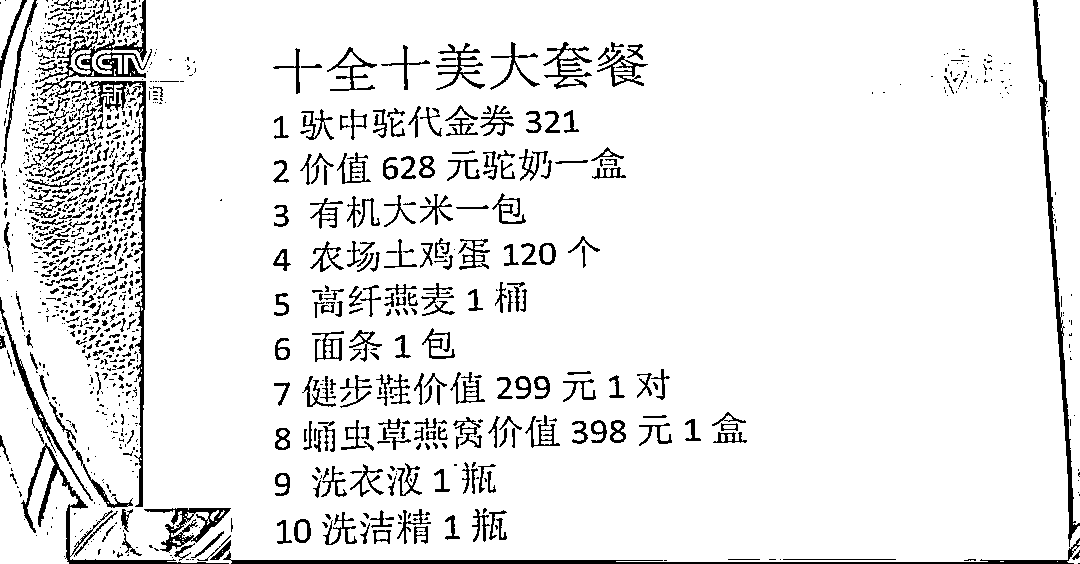 CCTV
新闻
十全十美大套餐
1 驮中驼代金券 321
2 价值 628 元驼奶一盒
3 有机大米一包
4 农场土鸡蛋 120 个
5 高纤燕麦 1 桶
6 面条 1 包
7 健步鞋价值 299 元 1 对
8 蛹虫草燕窝价值 398 元 1 盒
9 洗衣液 1 瓶
10 洗洁精 1 瓶